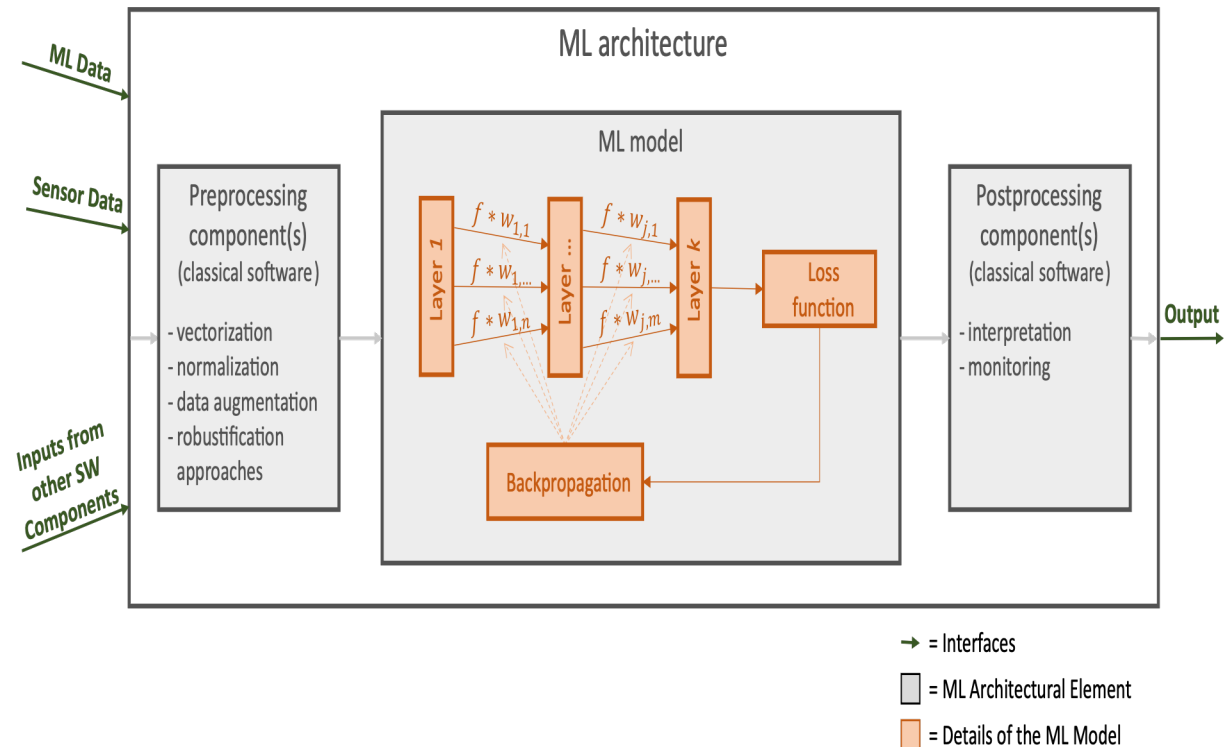 ML architecture
ML Data
Sensor Data
Inputs from
other SW
Components
Preprocessing
component(s)
(classical software)
- vectorization
- normalization
- data augmentation
- robustification
approaches
ML model
Layer 1
f * w1,1
f * w1,...
f * w1,n
Layer ...
f * wj,1
f * wj,...
f * wj,m
Layer k
Loss
function
Backpropagation
Postprocessing
component(s)
(classical software)
- interpretation
- monitoring
Output
= Interfaces
= ML Architectural Element
= Details of the ML Model